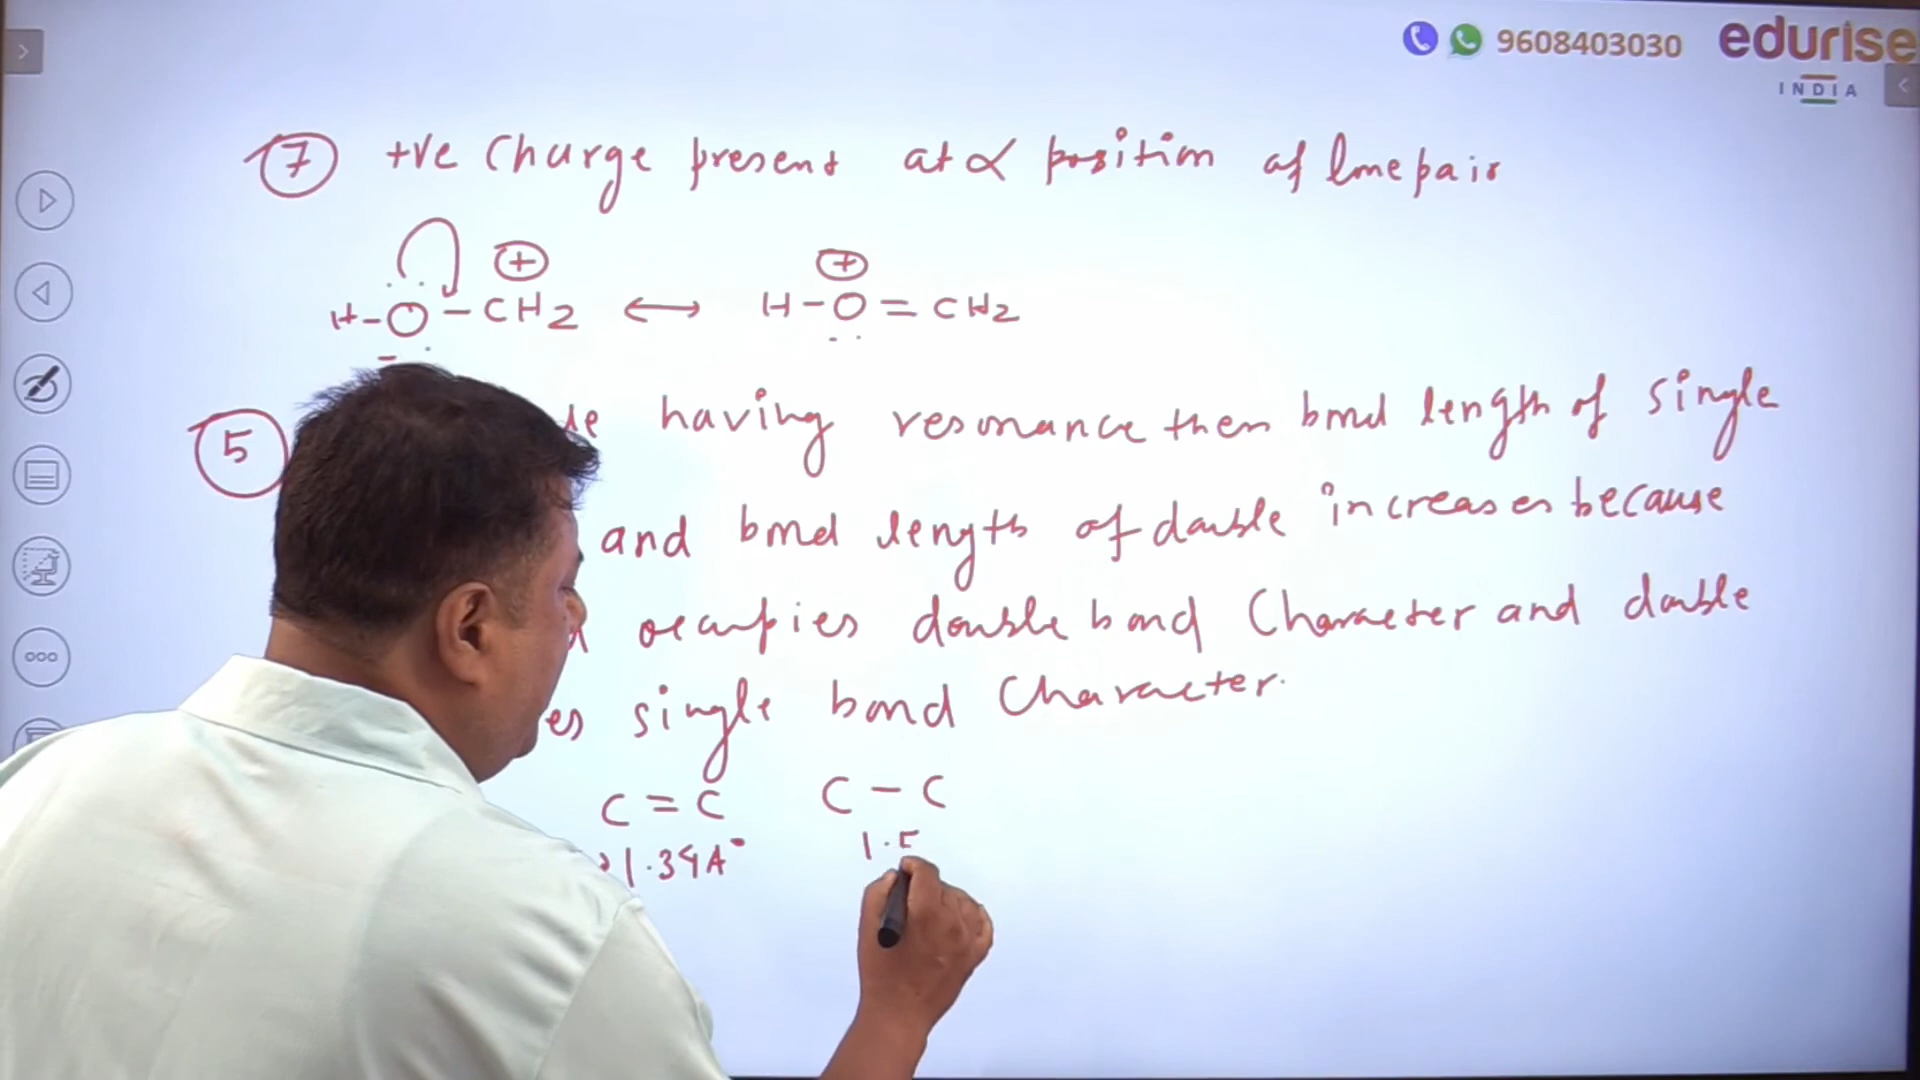 9608403030 edurise
INDIA
7 +ve Charge present at α position of lone pair
H-O-CH2 ↔ H-O=CH2
5 having resonance then bond length of single
and bond length of double increases because
occupies double bond Character and double
single bond Character.
C=C C-C
1.34A° 1.5